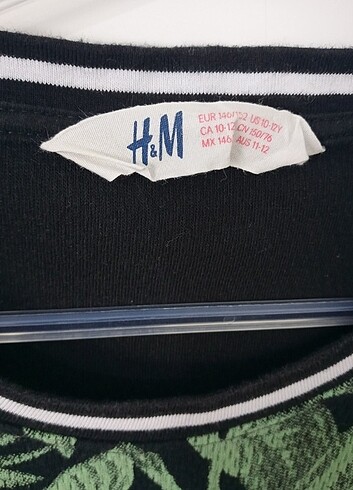 H&M
EUR 146/152 US 10-12Y
CA 10-12 CN 150/76
MX 146 AUS 11-12